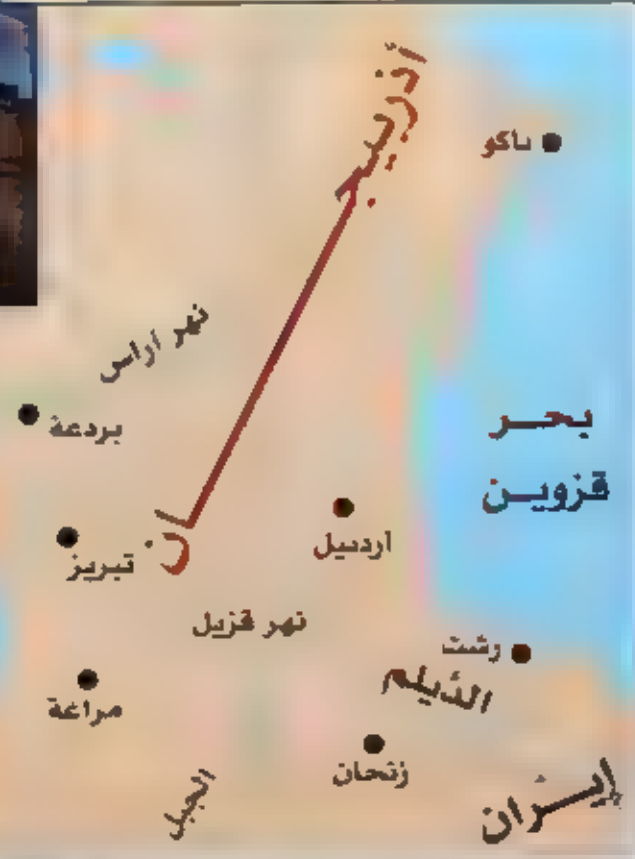 أذربيجان
باكو
نهر اراس
بردعة
بحر
قزوين
اردبيل
تبريز
نهر قزيل
رشت
الديلم
مراغة
زنجان
الجبل
إيران